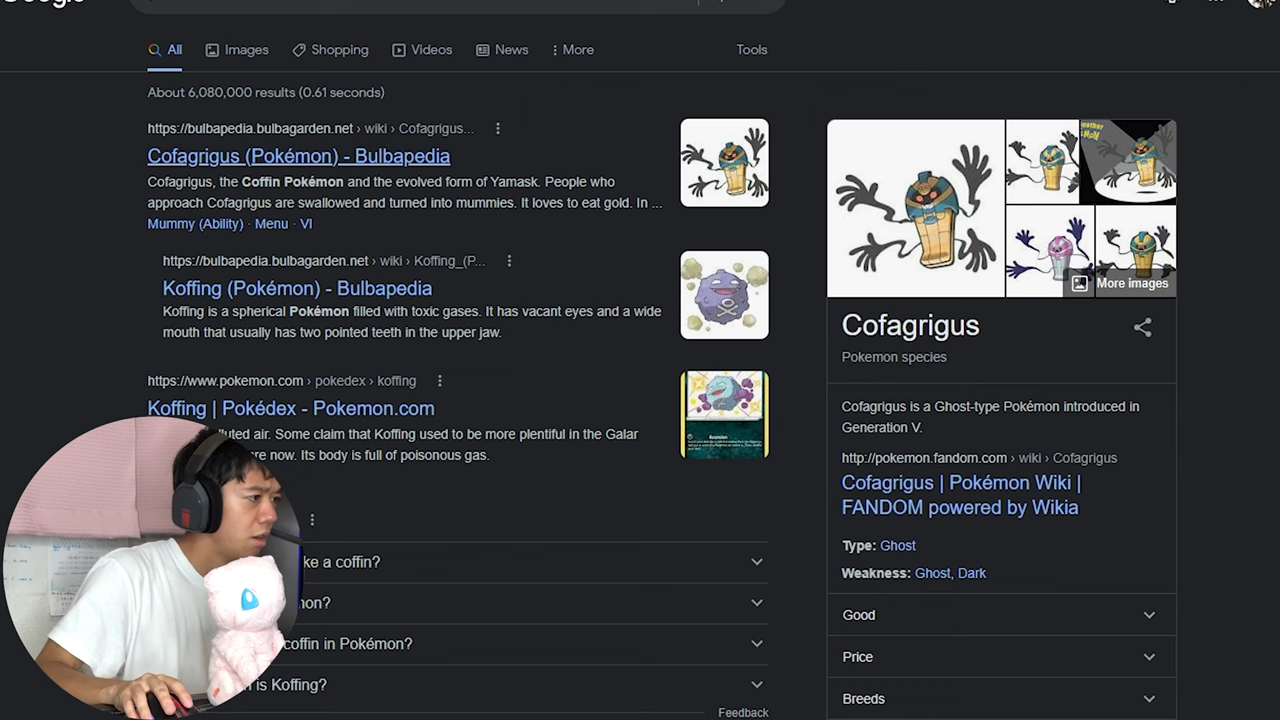 All Images Shopping Videos News More Tools
About 6,080,000 results (0.61 seconds)
https://bulbapedia.bulbagarden.net › wiki › Cofagrigus...
Cofagrigus (Pokémon) - Bulbapedia
Cofagrigus, the Coffin Pokémon and the evolved form of Yamask. People who
approach Cofagrigus are swallowed and turned into mummies. It loves to eat gold. In ...
Mummy (Ability) · Menu · VI
https://bulbapedia.bulbagarden.net › wiki › Koffing_(P...
Koffing (Pokémon) - Bulbapedia
Koffing is a spherical Pokémon filled with toxic gases. It has vacant eyes and a wide
mouth that usually has two pointed teeth in the upper jaw.
https://www.pokemon.com › pokedex › koffing
Koffing | Pokédex - Pokemon.com
air. Some claim that Koffing used to be more plentiful in the Galar
now. Its body is full of poisonous gas.
a coffin?
coffin in Pokémon?
is Koffing?
Feedback
More images
Cofagrigus
Pokemon species
Cofagrigus is a Ghost-type Pokémon introduced in
Generation V.
http://pokemon.fandom.com › wiki › Cofagrigus
Cofagrigus | Pokémon Wiki |
FANDOM powered by Wikia
Type: Ghost
Weakness: Ghost, Dark
Good
Price
Breeds